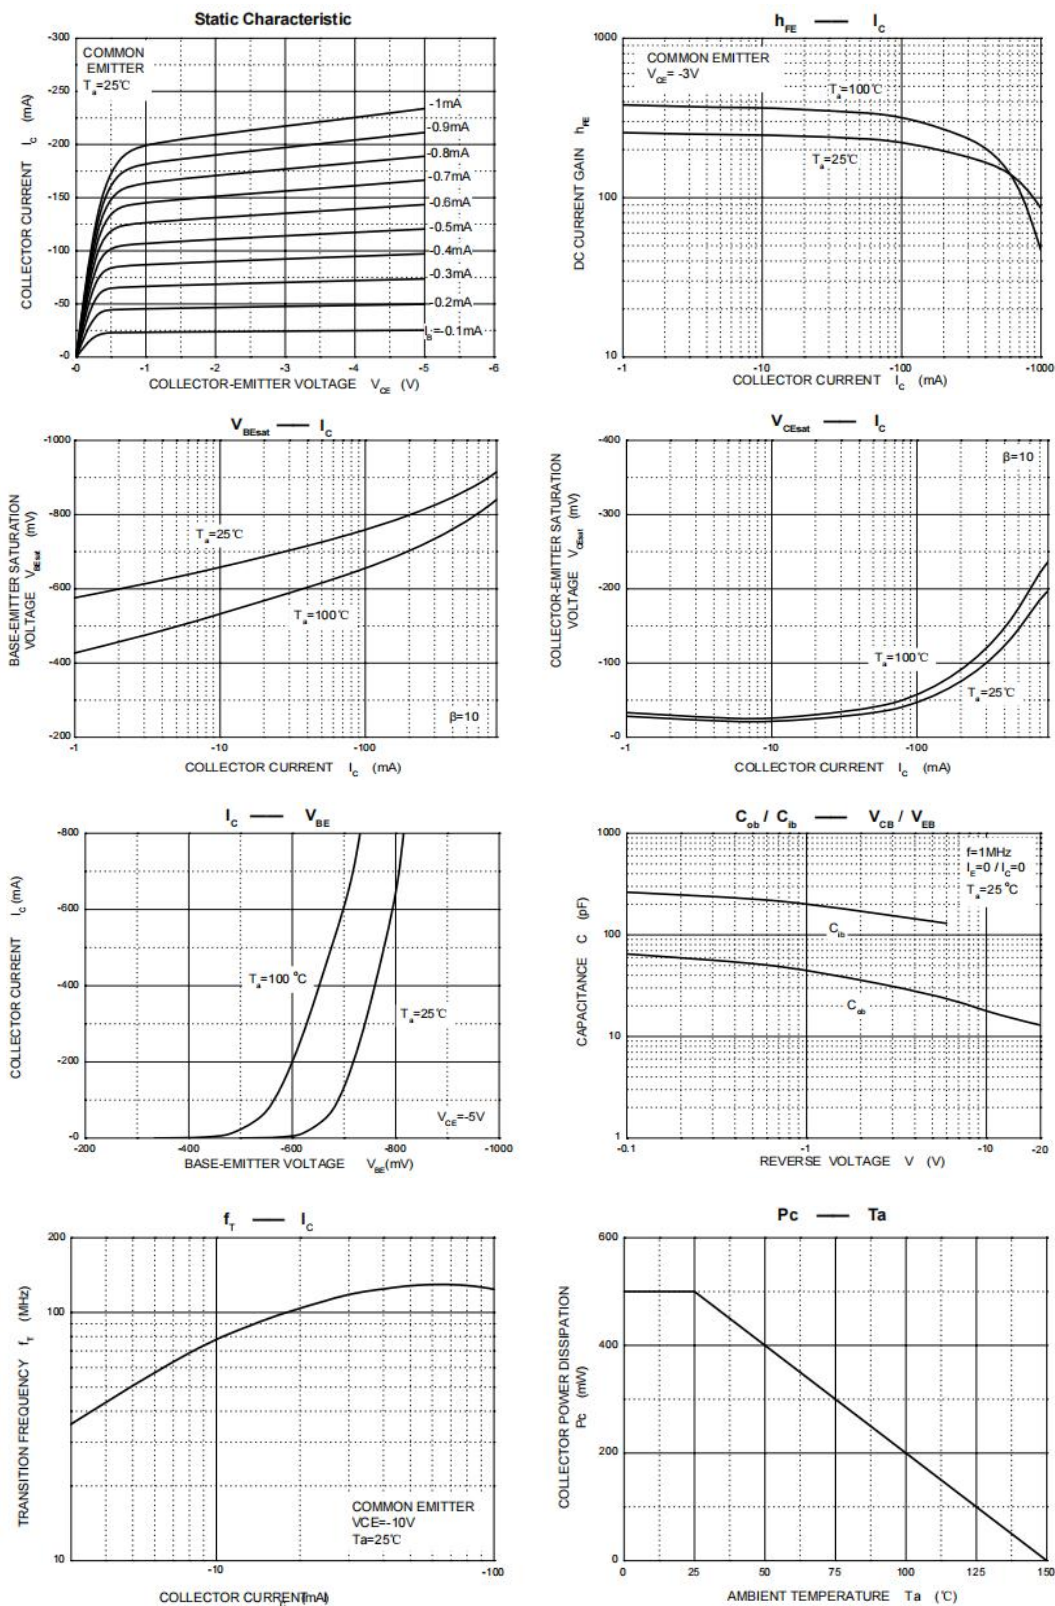 Static Characteristic
COMMON
EMITTER
Ta=25℃
-300
-250
-200
-150
-100
-50
-0
-1mA
-0.9mA
-0.8mA
-0.7mA
-0.6mA
-0.5mA
-0.4mA
-0.3mA
-0.2mA
IB=-0.1mA
-0 -1 -2 -3 -4 -5 -6
COLLECTOR CURRENT IC (mA)
COLLECTOR-EMITTER VOLTAGE VCE (V)
hFE —— IC
COMMON EMITTER
VCE= -3V
Ta=100℃
Ta=25℃
1000
100
10
-1 -10 -100 -1000
DC CURRENT GAIN hFE
COLLECTOR CURRENT IC (mA)
VBEsat —— IC
-1000
-800
-600
-400
-200
Ta=25℃
Ta=100℃
β=10
-1 -10 -100
BASE-EMITTER SATURATION
VOLTAGE VBEsat (mV)
COLLECTOR CURRENT IC (mA)
VCEsat —— IC
-400
-300
-200
-100
-0
β=10
Ta=100℃
Ta=25℃
-1 -10 -100
COLLECTOR-EMITTER SATURATION
VOLTAGE VCEsat (mV)
COLLECTOR CURRENT IC (mA)
IC —— VBE
-800
-600
-400
-200
-0
Ta=100 °C
Ta=25℃
VCE=-5V
-200 -400 -600 -800 -1000
COLLECTOR CURRENT IC (mA)
BASE-EMITTER VOLTAGE VBE(mV)
Cob / Cib —— VCB / VEB
f=1MHz
IE=0 / IC=0
Ta=25 °C
1000
100
10
1
Cib
Cob
-0.1 -1 -10 -20
CAPACITANCE C (pF)
REVERSE VOLTAGE V (V)
fT —— IC
200
100
10
COMMON EMITTER
VCE=-10V
Ta=25℃
-10 -100
TRANSITION FREQUENCY fT (MHz)
COLLECTOR CURRENT IC (mA)
Pc —— Ta
600
400
200
0
0 25 50 75 100 125 150
COLLECTOR POWER DISSIPATION
Pc (mW)
AMBIENT TEMPERATURE Ta (℃)